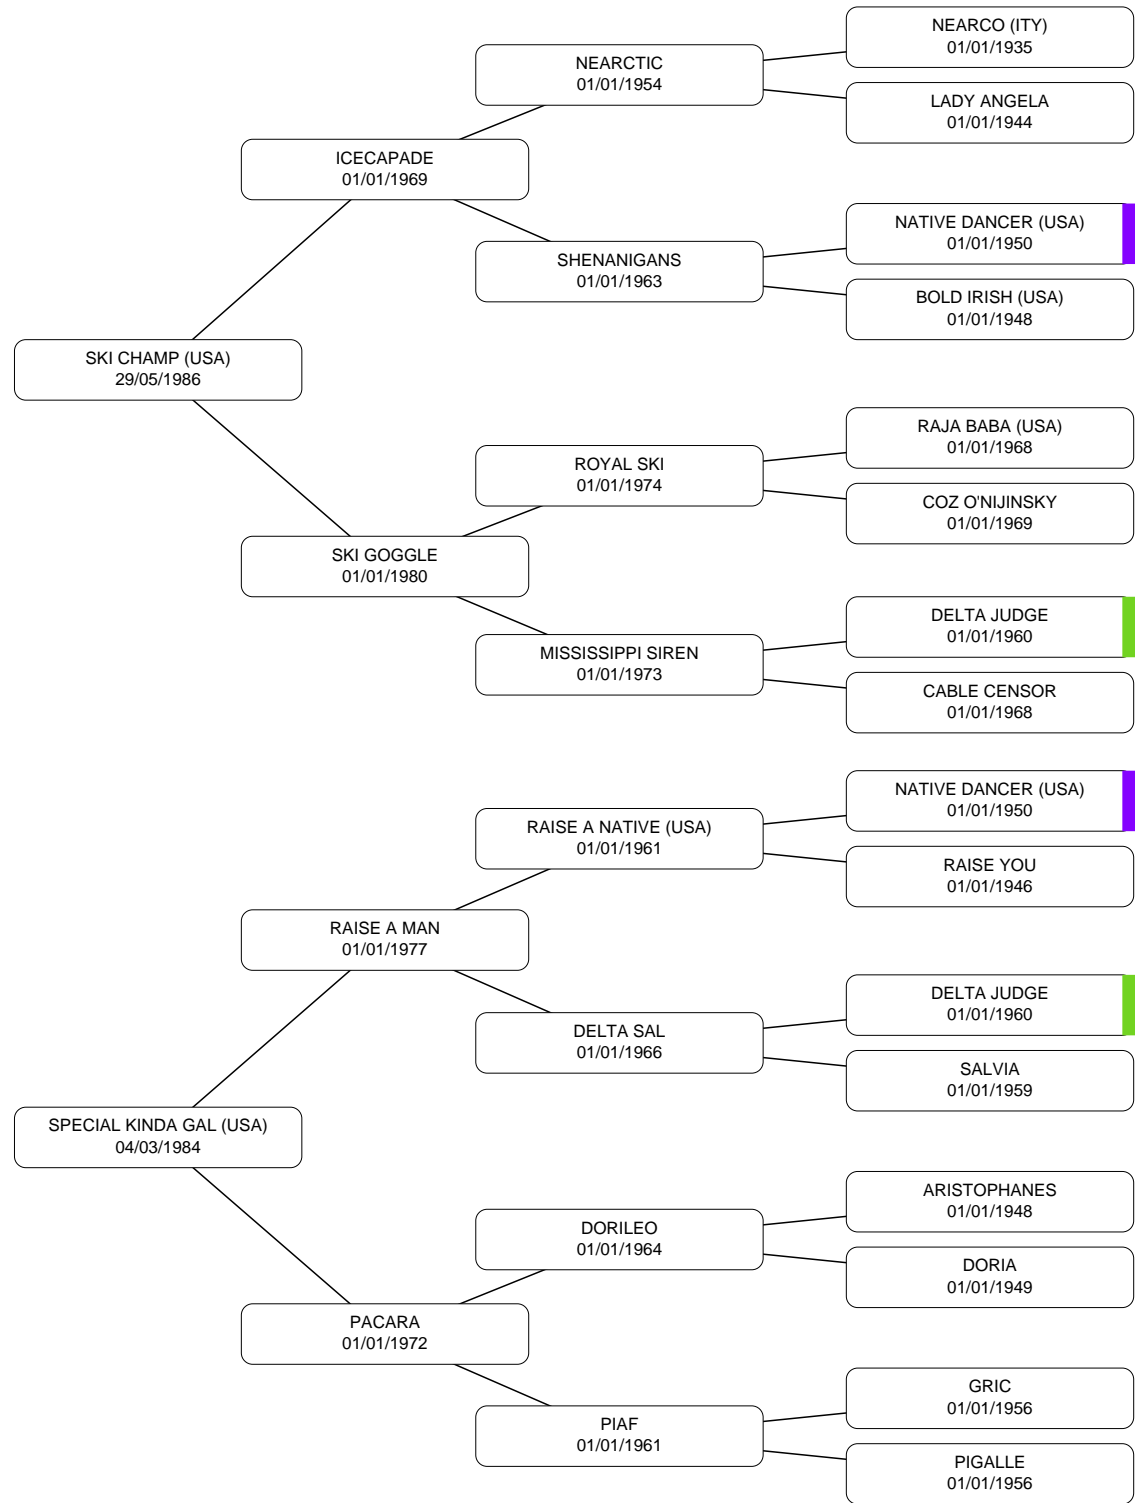 NEARCO (ITY)
01/01/1935
NEARCTIC
01/01/1954
LADY ANGELA
01/01/1944
ICECAPADE
01/01/1969
NATIVE DANCER (USA)
01/01/1950
SHENANIGANS
01/01/1963
BOLD IRISH (USA)
01/01/1948
SKI CHAMP (USA)
29/05/1986
RAJA BABA (USA)
01/01/1968
ROYAL SKI
01/01/1974
COZ O'NIJINSKY
01/01/1969
SKI GOGGLE
01/01/1980
DELTA JUDGE
01/01/1960
MISSISSIPPI SIREN
01/01/1973
CABLE CENSOR
01/01/1968
NATIVE DANCER (USA)
01/01/1950
RAISE A NATIVE (USA)
01/01/1961
RAISE YOU
01/01/1946
RAISE A MAN
01/01/1977
DELTA JUDGE
01/01/1960
DELTA SAL
01/01/1966
SALVIA
01/01/1959
SPECIAL KINDA GAL (USA)
04/03/1984
ARISTOPHANES
01/01/1948
DORILEO
01/01/1964
DORIA
01/01/1949
PACARA
01/01/1972
GRIC
01/01/1956
PIAF
01/01/1961
PIGALLE
01/01/1956